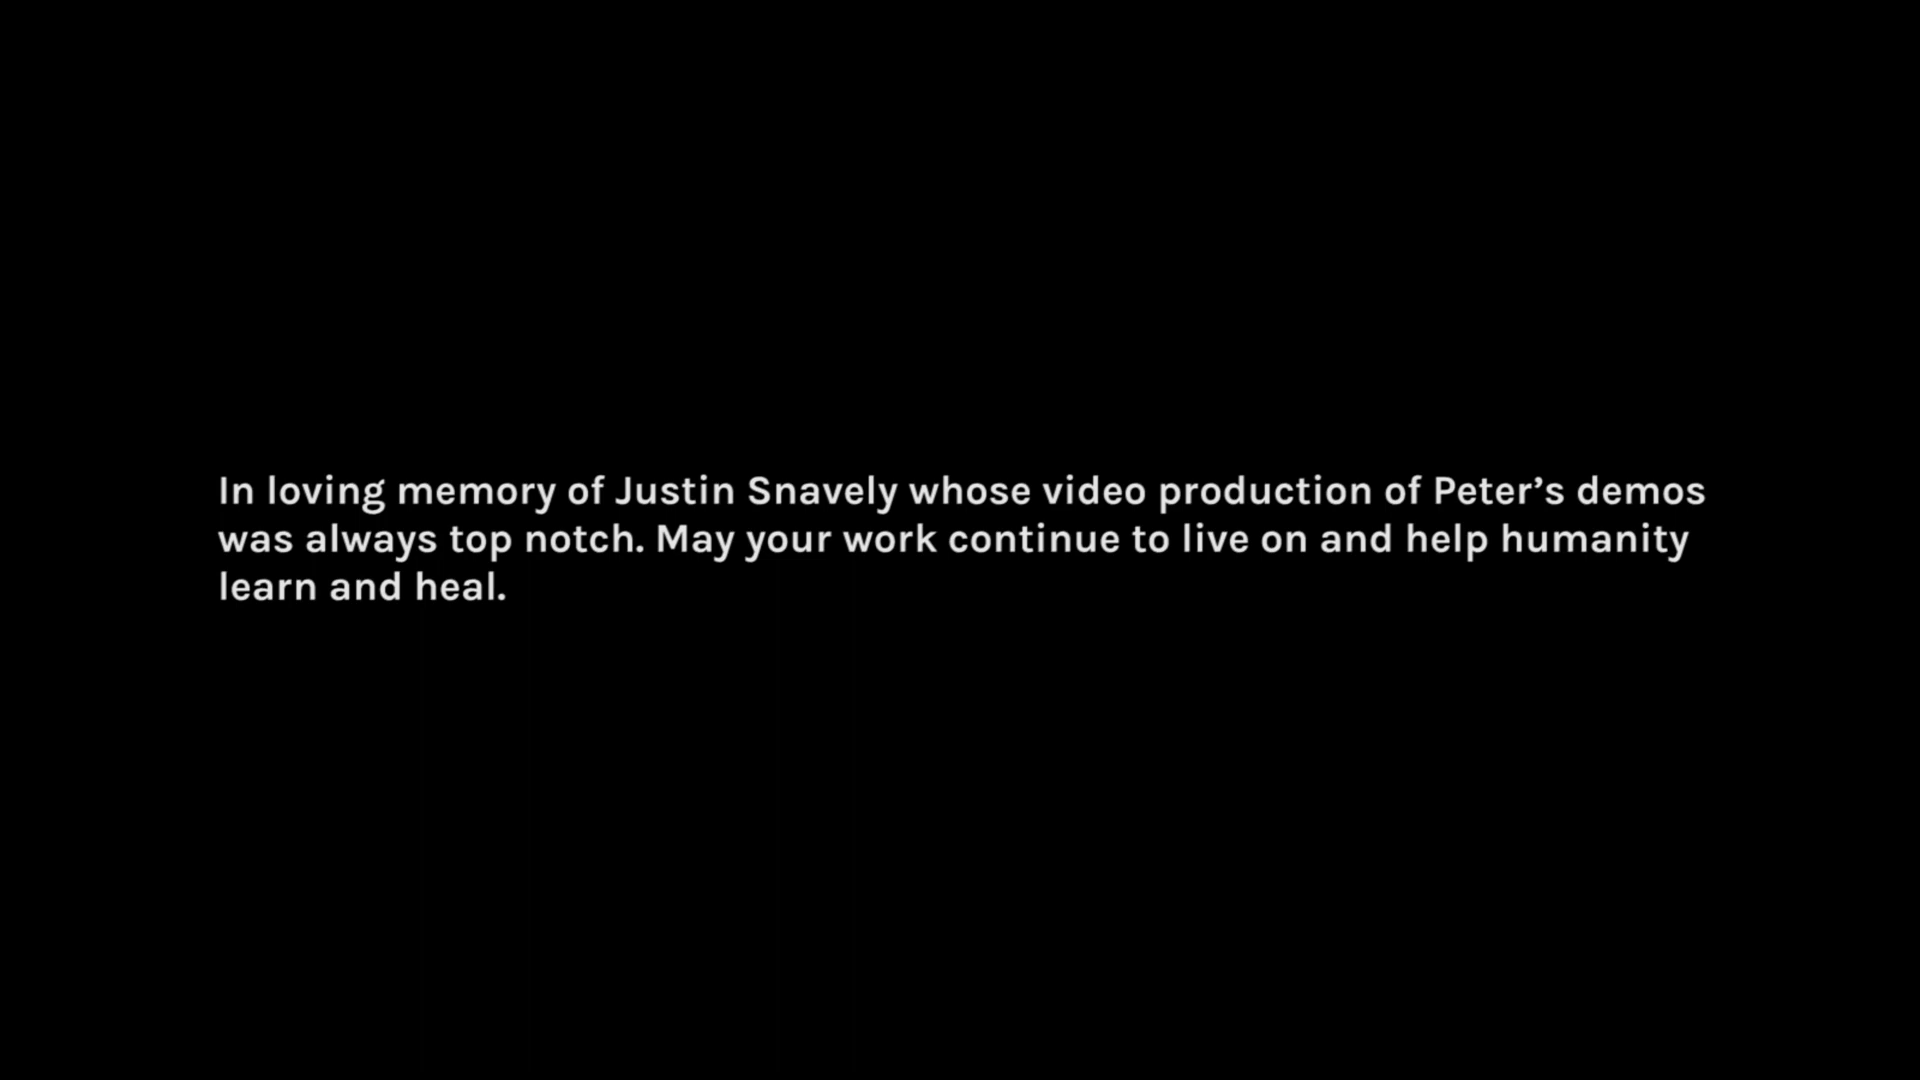 In loving memory of Justin Snavely whose video production of Peter’s demos
was always top notch. May your work continue to live on and help humanity
learn and heal.